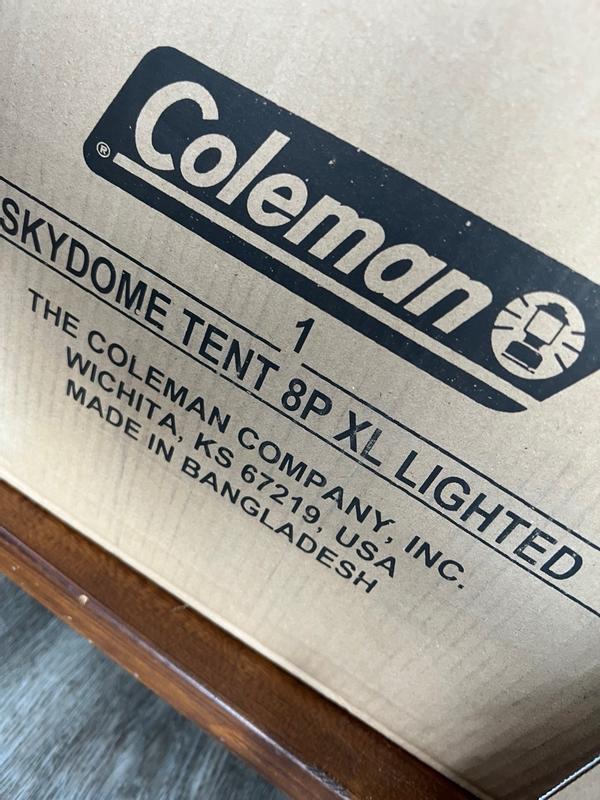 Coleman
®
1
SKYDOME TENT 8P XL LIGHTED
THE COLEMAN COMPANY, INC.
WICHITA, KS 67219, USA
MADE IN BANGLADESH